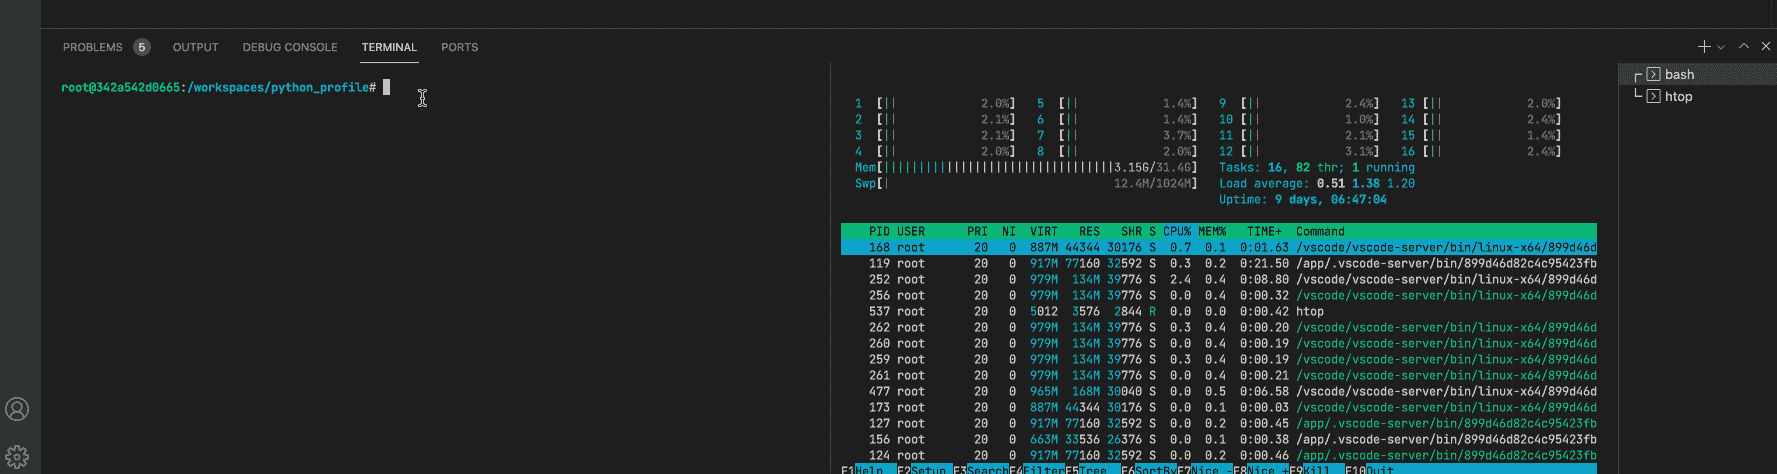 PROBLEMS 5 OUTPUT DEBUG CONSOLE TERMINAL PORTS
root@342a542d0665:/workspaces/python_profile#
bash
htop
1 [|| 2.0%] 5 [|| 1.4%] 9 [|| 2.4%] 13 [|| 2.0%]
2 [|| 2.1%] 6 [|| 1.4%] 10 [|| 1.0%] 14 [|| 2.4%]
3 [|| 2.1%] 7 [|| 3.7%] 11 [|| 2.1%] 15 [|| 1.4%]
4 [|| 2.0%] 8 [|| 2.0%] 12 [|| 3.1%] 16 [|| 2.4%]
Mem[|||||||||||||||||||||||||||||||||3.15G/31.4G] Tasks: 16, 82 thr; 1 running
Swp[| 12.4M/1024M] Load average: 0.51 1.38 1.20
Uptime: 9 days, 06:47:04
PID USER PRI NI VIRT RES SHR S CPU% MEM% TIME+ Command
168 root 20 0 887M 44344 30176 S 0.7 0.1 0:01.63 /vscode/vscode-server/bin/linux-x64/899d46d
119 root 20 0 917M 77160 32592 S 0.3 0.2 0:21.50 /app/.vscode-server/bin/899d46d82c4c95423fb
252 root 20 0 979M 134M 39776 S 2.4 0.4 0:08.80 /vscode/vscode-server/bin/linux-x64/899d46d
256 root 20 0 979M 134M 39776 S 0.0 0.4 0:00.32 /vscode/vscode-server/bin/linux-x64/899d46d
537 root 20 0 5012 3576 2844 R 0.0 0.0 0:00.42 htop
262 root 20 0 979M 134M 39776 S 0.3 0.4 0:00.20 /vscode/vscode-server/bin/linux-x64/899d46d
260 root 20 0 979M 134M 39776 S 0.0 0.4 0:00.19 /vscode/vscode-server/bin/linux-x64/899d46d
259 root 20 0 979M 134M 39776 S 0.3 0.4 0:00.19 /vscode/vscode-server/bin/linux-x64/899d46d
261 root 20 0 979M 134M 39776 S 0.0 0.4 0:00.21 /vscode/vscode-server/bin/linux-x64/899d46d
477 root 20 0 965M 168M 30040 S 0.0 0.5 0:06.58 /vscode/vscode-server/bin/linux-x64/899d46d
173 root 20 0 887M 44344 30176 S 0.0 0.1 0:00.03 /vscode/vscode-server/bin/linux-x64/899d46d
127 root 20 0 917M 77160 32592 S 0.0 0.2 0:00.45 /app/.vscode-server/bin/899d46d82c4c95423fb
156 root 20 0 663M 33536 26376 S 0.0 0.1 0:00.38 /app/.vscode-server/bin/899d46d82c4c95423fb
124 root 20 0 917M 77160 32592 S 0.0 0.2 0:00.46 /app/.vscode-server/bin/899d46d82c4c95423fb
F1Help F2Setup F3SearchF4FilterF5Tree F6SortByF7Nice -F8Nice +F9Kill F10Quit